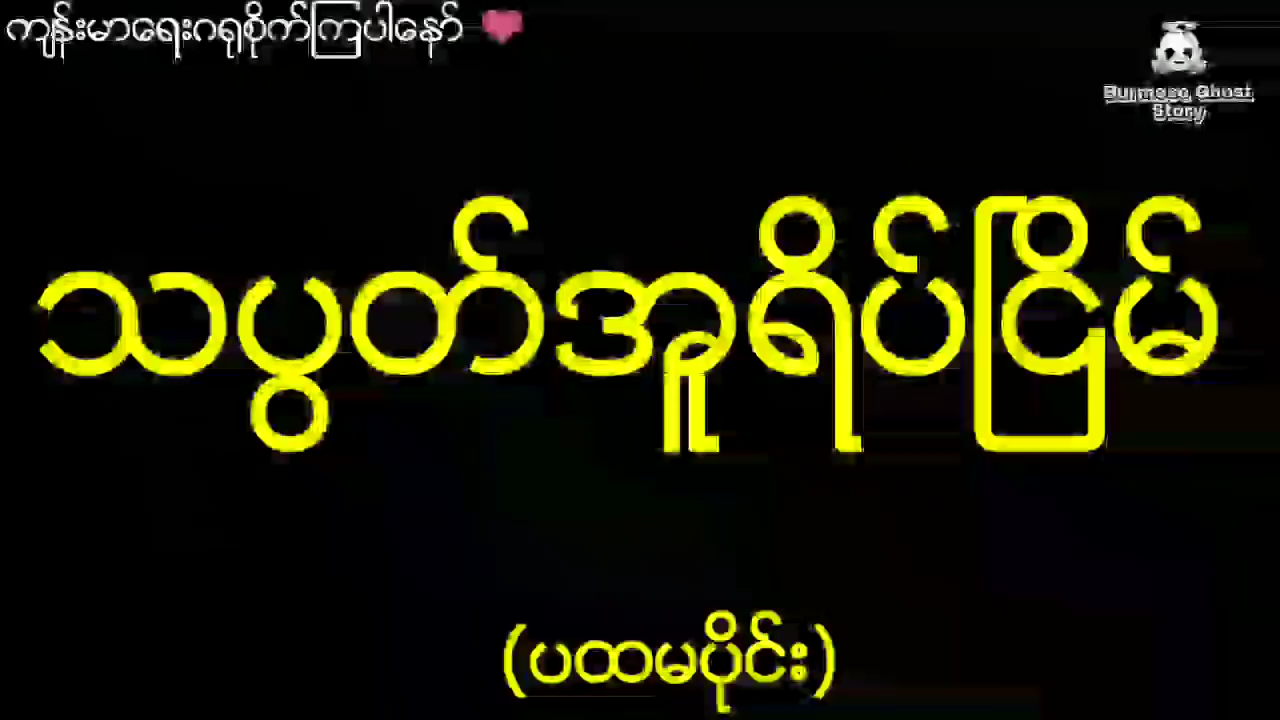 ကျန်းမာရေးဂရုစိုက်ကြပါနော်
Burmese Ghost
Story
သပွတ်အူရိပ်ငြိမ်
(ပထမပိုင်း)